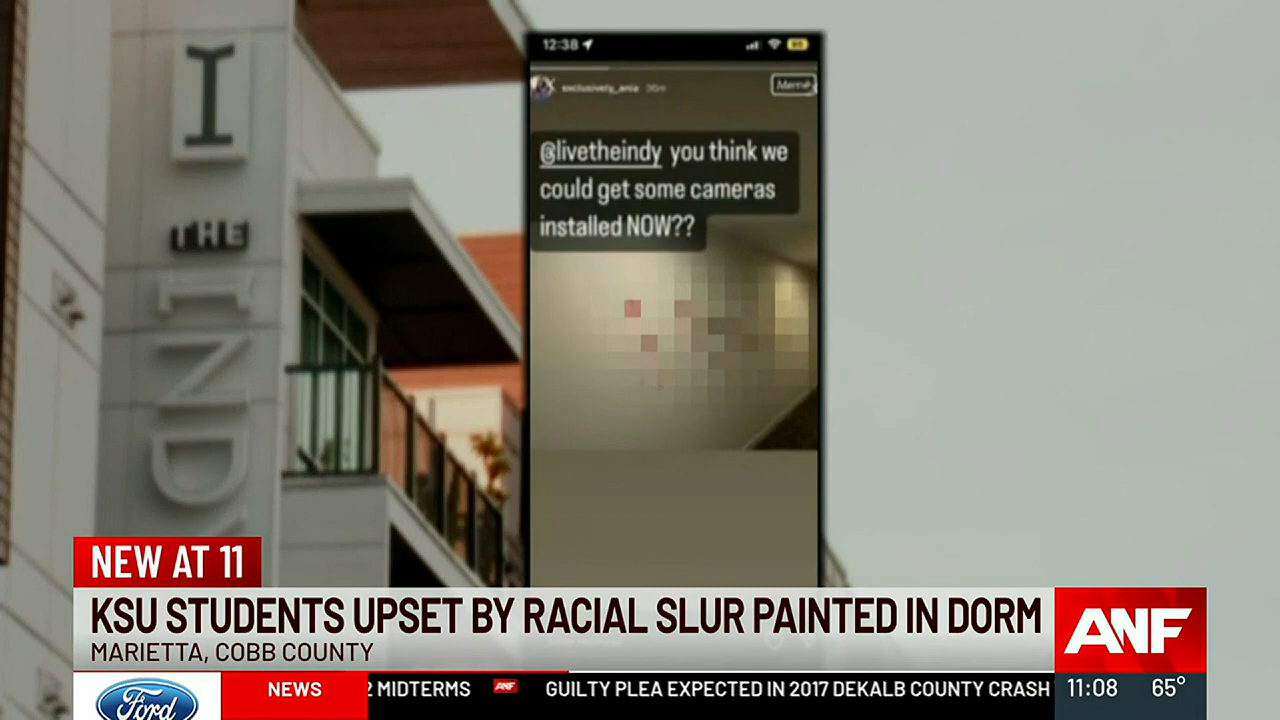 I
THE
INDY
12:38
exclusively_ania 36m
@livetheindy you think we
could get some cameras
installed NOW??
NEW AT 11
KSU STUDENTS UPSET BY RACIAL SLUR PAINTED IN DORM
MARIETTA, COBB COUNTY
ANF
Ford
NEWS
2 MIDTERMS
ANF
GUILTY PLEA EXPECTED IN 2017 DEKALB COUNTY CRASH
11:08
65°